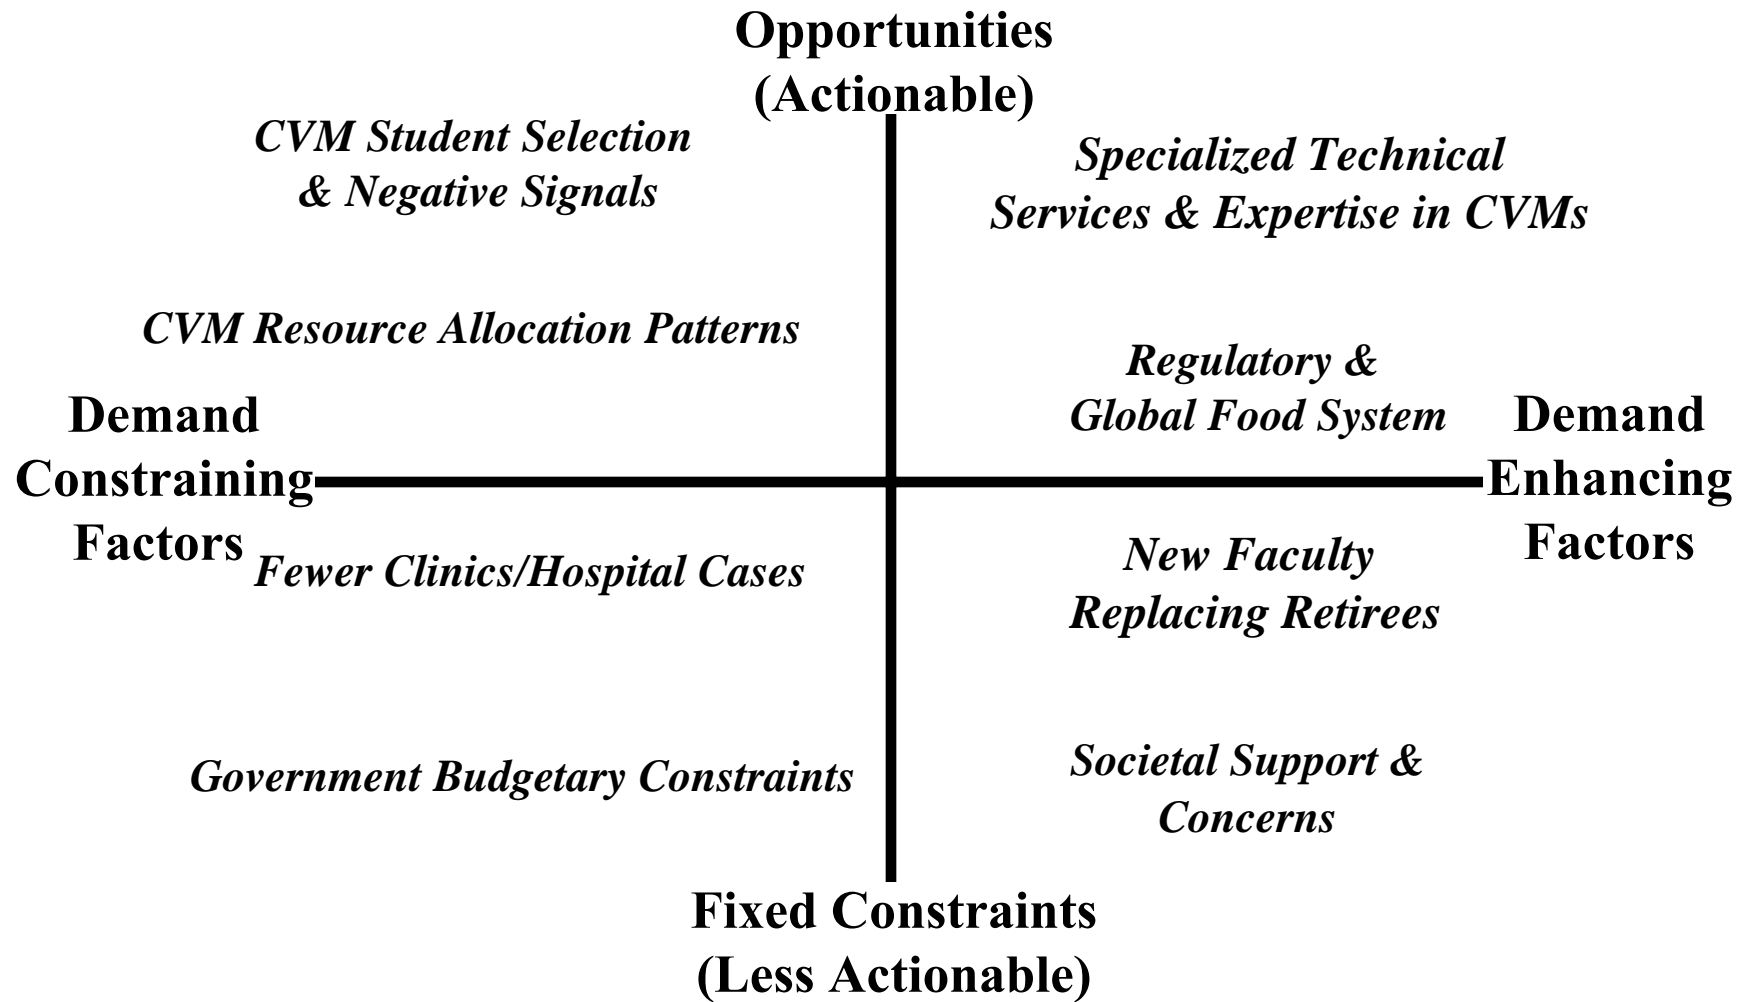 Opportunities
(Actionable)
CVM Student Selection
& Negative Signals
Specialized Technical
Services & Expertise in CVMs
CVM Resource Allocation Patterns
Regulatory &
Global Food System
Demand
Constraining
Factors
Demand
Enhancing
Factors
Fewer Clinics/Hospital Cases
New Faculty
Replacing Retirees
Government Budgetary Constraints
Societal Support &
Concerns
Fixed Constraints
(Less Actionable)